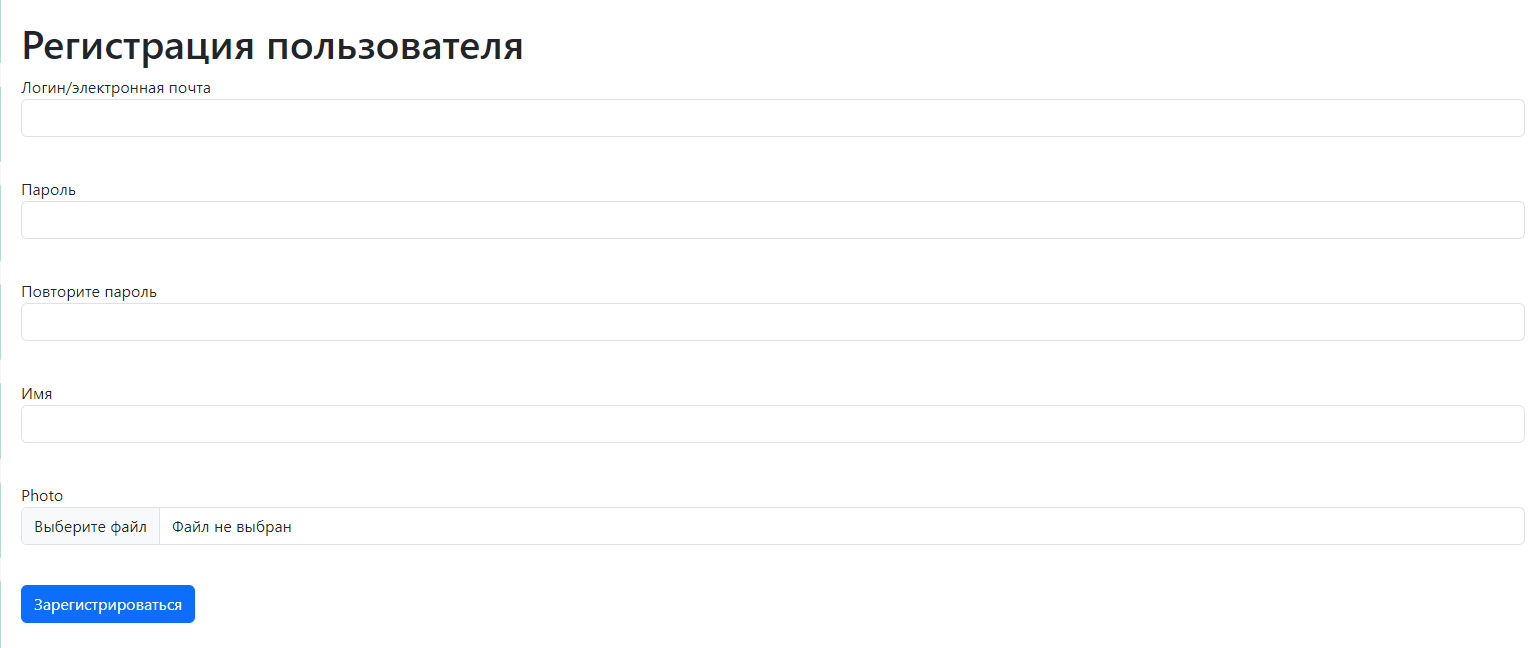 Регистрация пользователя
Логин/электронная почта
Пароль
Повторите пароль
Имя
Photo
Выберите файл Файл не выбран
Зарегистрироваться